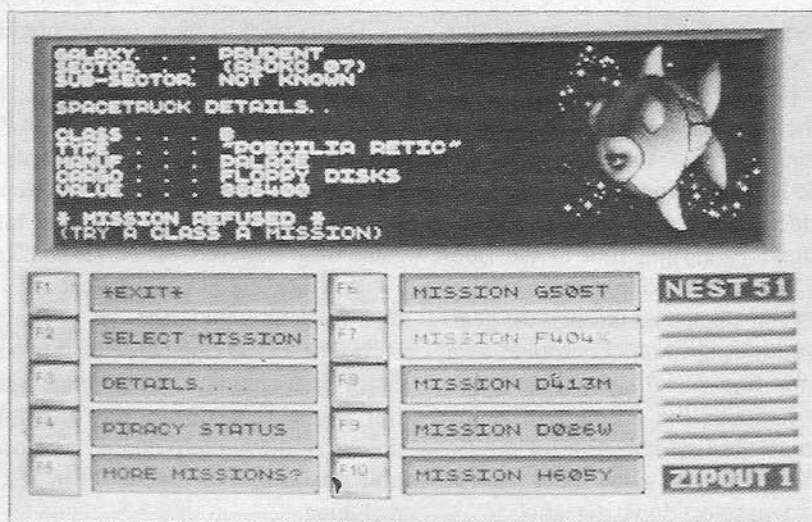 GALAXY. . . PRUDENT
SECTOR. . . (ASOKO 07)
SUB-SECTOR. NOT KNOWN
SPACETRUCK DETAILS. .
CLASS . . . B
TYPE . . . "POECILIA RETIC"
MANUF . . . PALACE
CARGO . . . FLOPPY DISKS
VALUE . . . 086400
* MISSION REFUSED *
(TRY A CLASS A MISSION)
F1 *EXIT* F6 MISSION G505T NEST 51
F2 SELECT MISSION F7 MISSION F404X
F3 DETAILS.... F8 MISSION D413M
F4 PIRACY STATUS F9 MISSION D026W
F5 MORE MISSIONS? F10 MISSION H605Y ZIPOUT 1